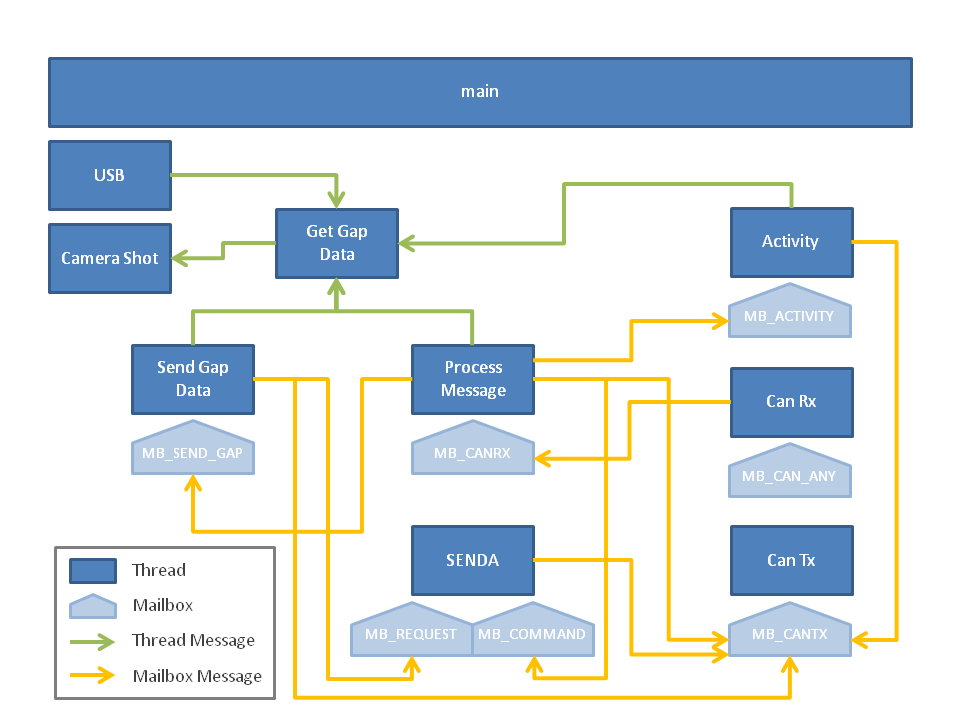 main
USB
Get Gap
Data
Activity
Camera Shot
MB_ACTIVITY
Send Gap
Data
Process
Message
Can Rx
MB_SEND_GAP
MB_CANRX
MB_CAN_ANY
SENDA
Can Tx
MB_REQUEST
MB_COMMAND
MB_CANTX
Thread
Mailbox
Thread Message
Mailbox Message